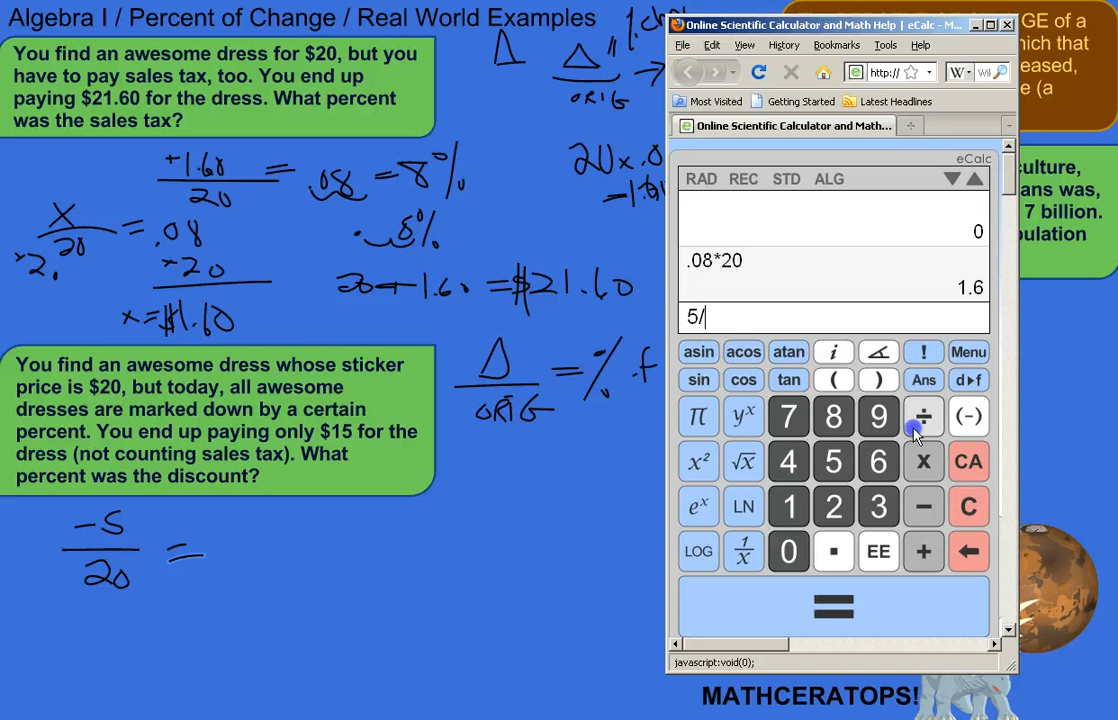 Algebra I / Percent of Change / Real World Examples
You find an awesome dress for $20, but you
have to pay sales tax, too. You end up
paying $21.60 for the dress. What percent
was the sales tax?
Δ
Δ
ORIG
+1.60
20
= .08 = 8%
x
20
= .08
.8%
x20
20 + 1.60 = $21.60
x = $1.60
20x.0
You find an awesome dress whose sticker
price is $20, but today, all awesome
dresses are marked down by a certain
percent. You end up paying only $15 for the
dress (not counting sales tax). What
percent was the discount?
Δ
ORIG
= %
-5
20
=
GE of a
hich that
eased,
e (a
culture,
ans was,
7 billion.
pulation
MATHCERATOPS!
Online Scientific Calculator and Math Help | eCalc - M...
File Edit View History Bookmarks Tools Help
http://
W
Most Visited Getting Started Latest Headlines
Online Scientific Calculator and Math...
eCalc
RAD REC STD ALG
0
.08*20
1.6
5/
asin acos atan i ∠ ! Menu
sin cos tan ( ) Ans d▸f
π yˣ 7 8 9 ÷ (-)
x² √x 4 5 6 x CA
eˣ LN 1 2 3 − C
LOG 1/x 0 . EE + ←
=
javascript:void(0);